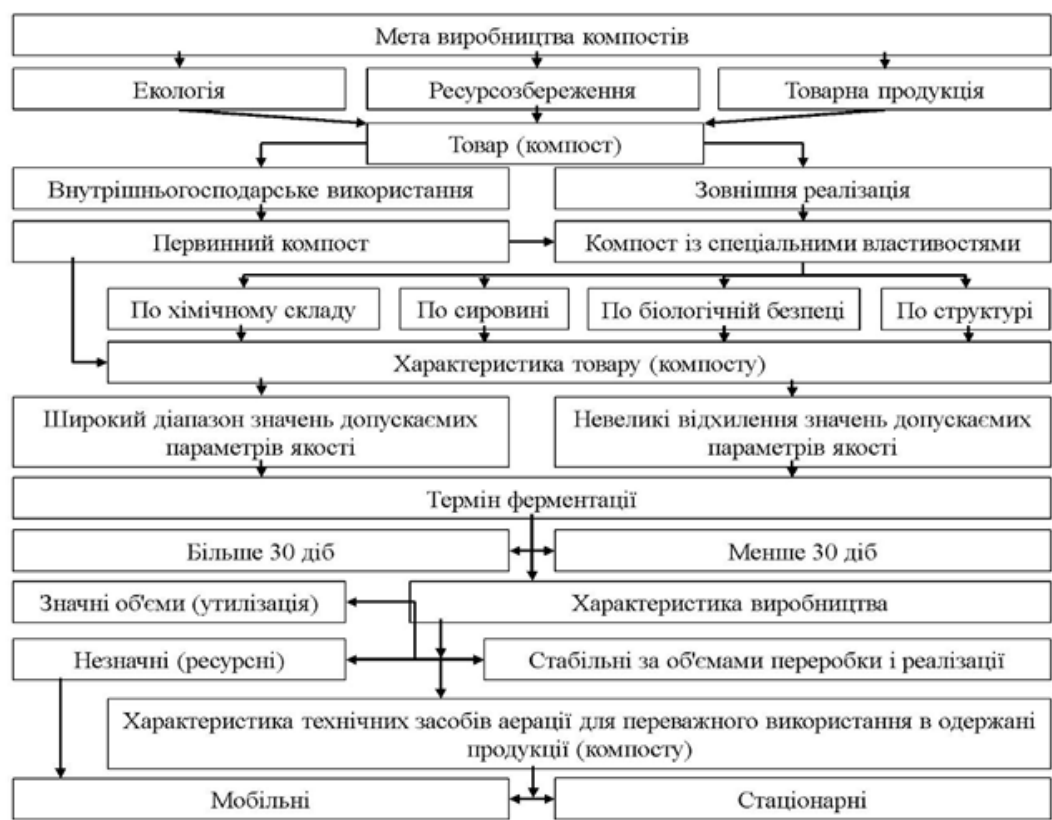 Мета виробництва компостів
Екологія
Ресурсозбереження
Товарна продукція
Товар (компост)
Внутрішньогосподарське використання
Зовнішня реалізація
Первинний компост
Компост із спеціальними властивостями
По хімічному складу
По сировині
По біологічній безпеці
По структурі
Характеристика товару (компосту)
Широкий діапазон значень допускаємих
параметрів якості
Невеликі відхилення значень допускаємих
параметрів якості
Термін ферментації
Більше 30 діб
Менше 30 діб
Значні об'єми (утилізація)
Характеристика виробництва
Незначні (ресурсні)
Стабільні за об'ємами переробки і реалізації
Характеристика технічних засобів аерації для переважного використання в одержані
продукції (компосту)
Мобільні
Стаціонарні